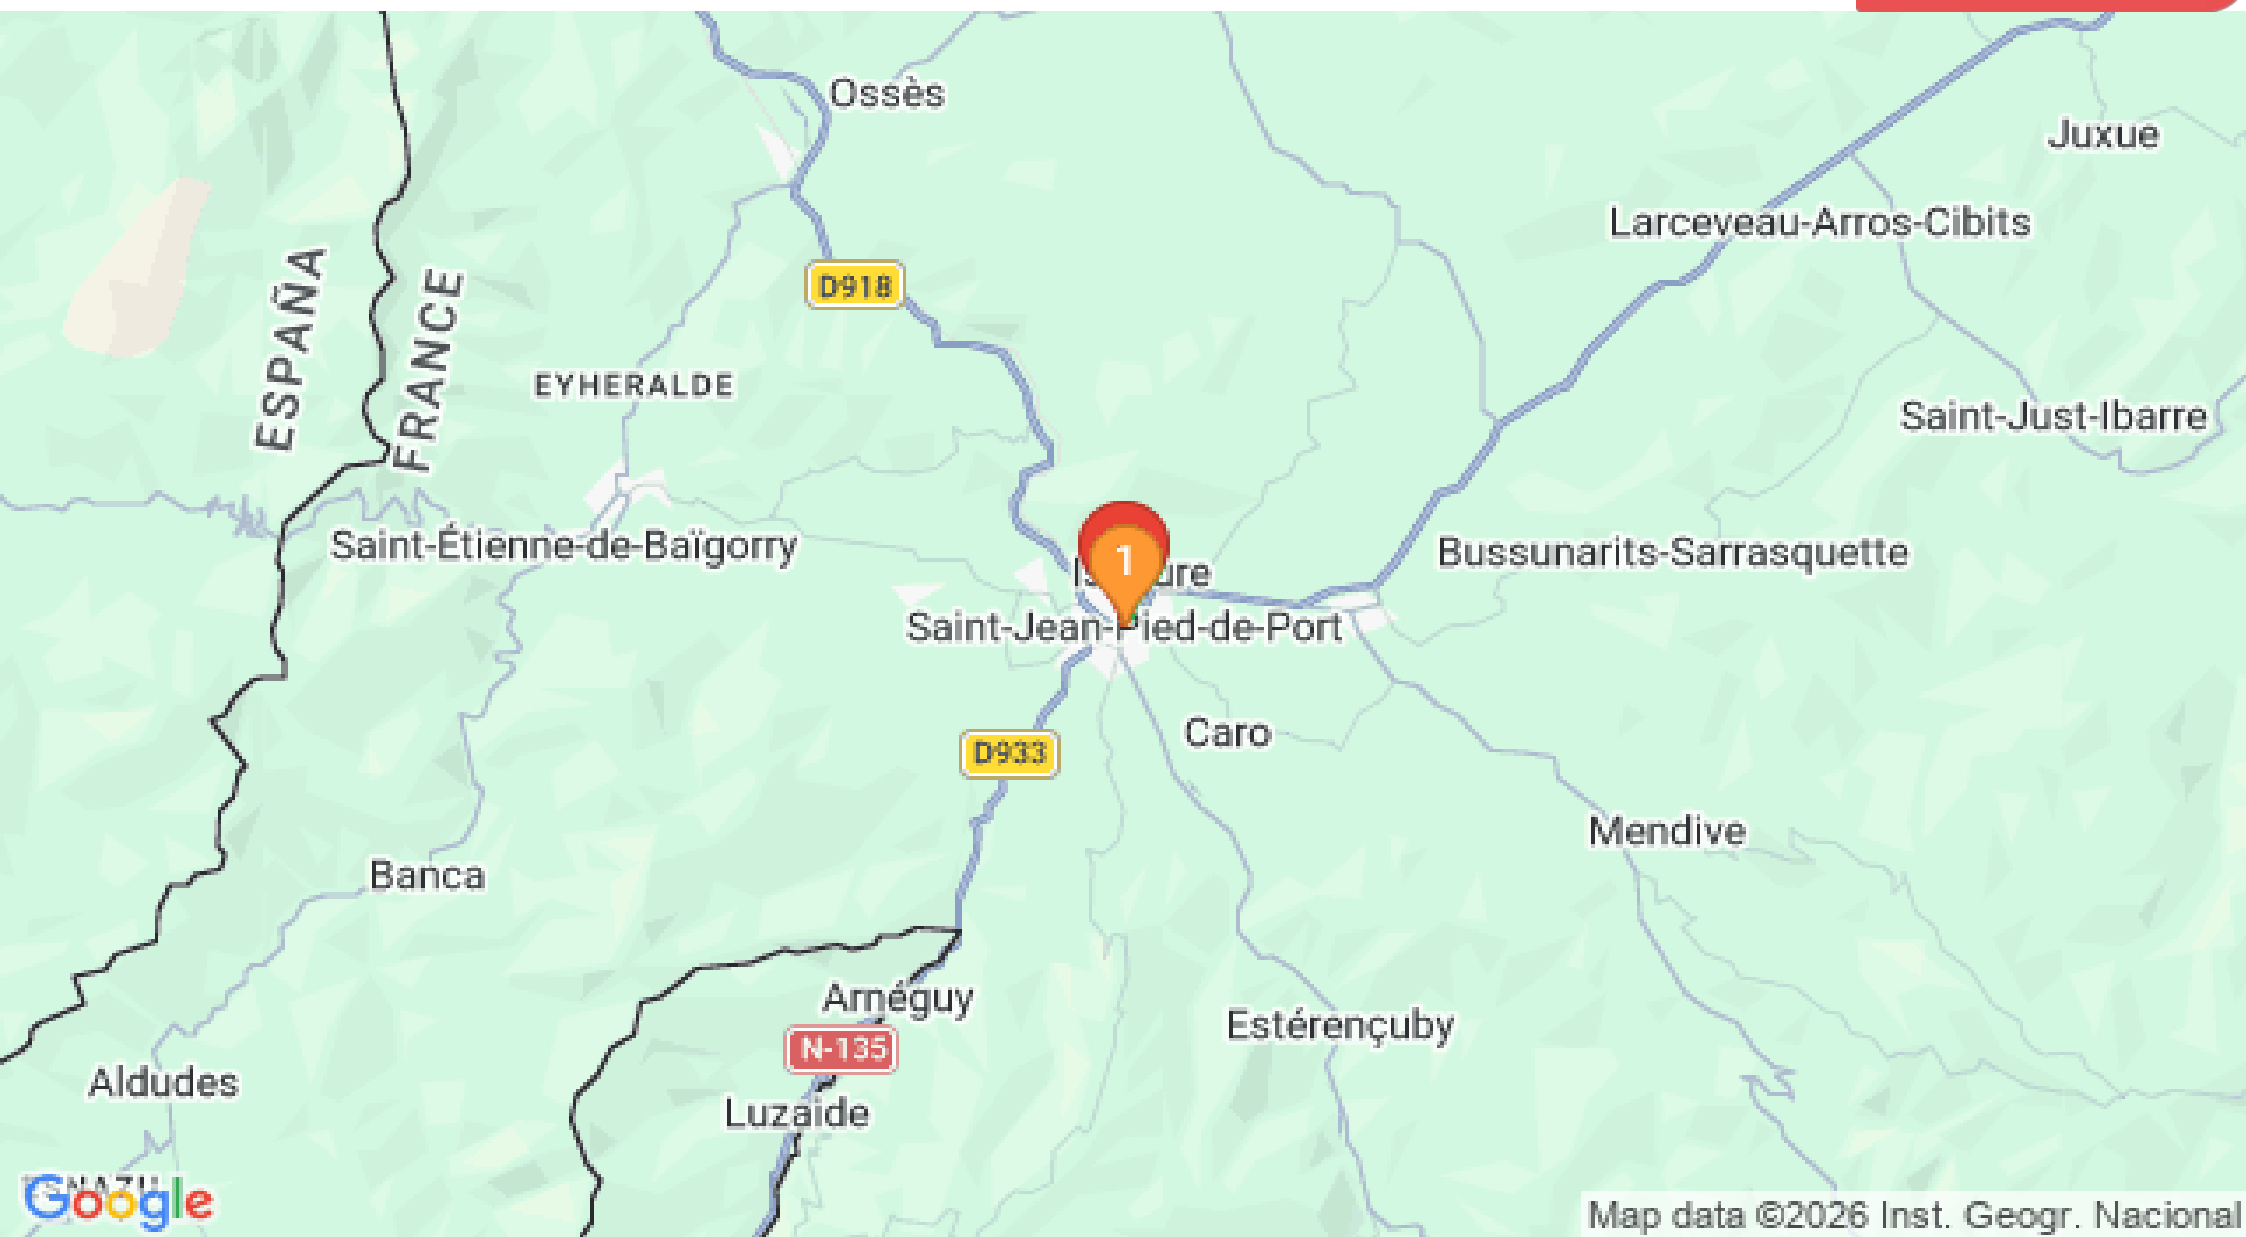 Ossès
Juxue
Larceveau-Arros-Cibits
ESPAÑA
FRANCE
D918
EYHERALDE
Saint-Just-Ibarre
Saint-Étienne-de-Baïgorry
1
Bussunarits-Sarrasquette
Saint-Jean-Pied-de-Port
Caro
D933
Mendive
Banca
Arnéguy
Estérençuby
N-135
Aldudes
Luzaide
Google
Map data ©2026 Inst. Geogr. Nacional